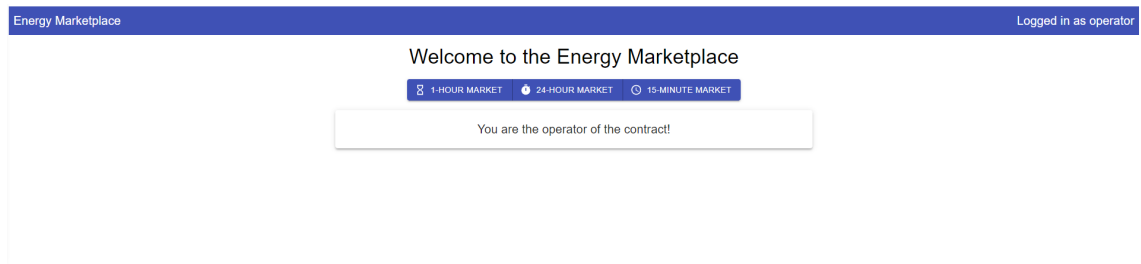 Energy Marketplace
Logged in as operator
Welcome to the Energy Marketplace
1-HOUR MARKET
24-HOUR MARKET
15-MINUTE MARKET
You are the operator of the contract!